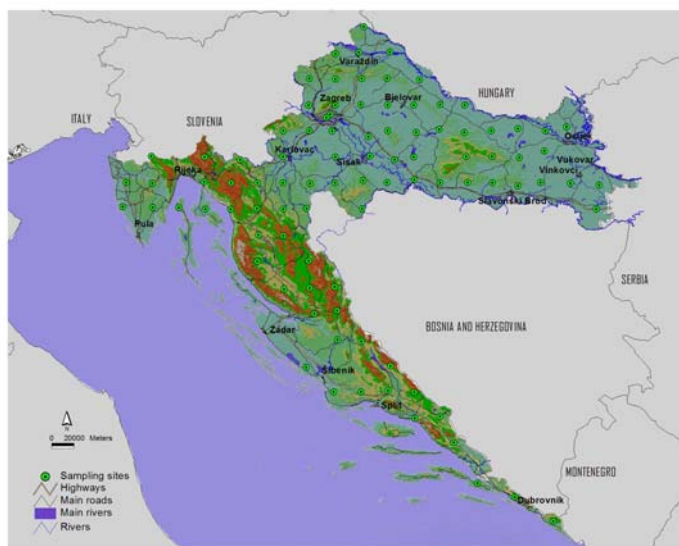 Varaždin
HUNGARY
Zagreb
Bjelovar
ITALY
SLOVENIA
Osijek
Karlovac
Sisak
Vukovar
Rijeka
Vinkovci
Slavonski Brod
Pula
SERBIA
BOSNIA AND HERZEGOVINA
Zadar
Šibenik
Split
N
0 20000 Meters
MONTENEGRO
Dubrovnik
Sampling sites
Highways
Main roads
Main rivers
Rivers